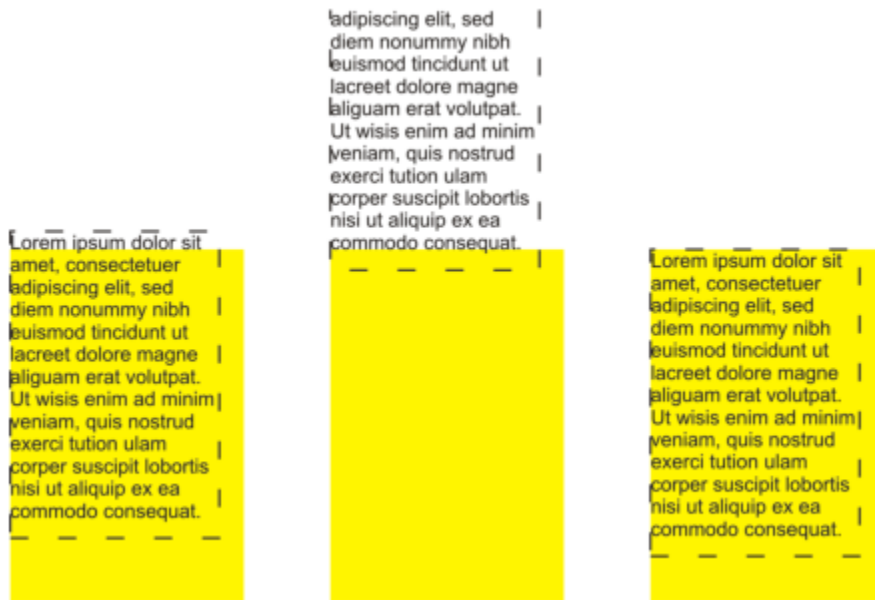 Lorem ipsum dolor sit
amet, consectetuer
adipiscing elit, sed
diem nonummy nibh
euismod tincidunt ut
lacreet dolore magne
aliguam erat volutpat.
Ut wisis enim ad minim
veniam, quis nostrud
exerci tution ulam
corper suscipit lobortis
nisi ut aliquip ex ea
commodo consequat.
adipiscing elit, sed
diem nonummy nibh
euismod tincidunt ut
lacreet dolore magne
aliguam erat volutpat.
Ut wisis enim ad minim
veniam, quis nostrud
exerci tution ulam
corper suscipit lobortis
nisi ut aliquip ex ea
commodo consequat.
Lorem ipsum dolor sit
amet, consectetuer
adipiscing elit, sed
diem nonummy nibh
euismod tincidunt ut
lacreet dolore magne
aliguam erat volutpat.
Ut wisis enim ad minim
veniam, quis nostrud
exerci tution ulam
corper suscipit lobortis
nisi ut aliquip ex ea
commodo consequat.